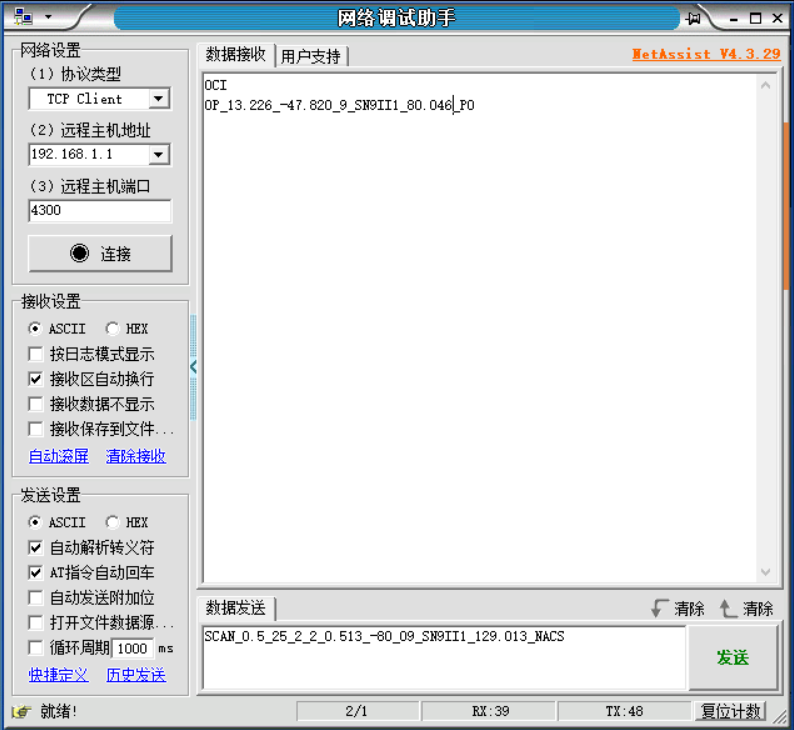 网络调试助手
网络设置
(1) 协议类型
TCP Client
(2) 远程主机地址
192.168.1.1
(3) 远程主机端口
4300
连接
接收设置
ASCII HEX
按日志模式显示
接收区自动换行
接收数据不显示
接收保存到文件...
自动滚屏 清除接收
发送设置
ASCII HEX
自动解析转义符
AT指令自动回车
自动发送附加位
打开文件数据源...
循环周期 1000 ms
快捷定义 历史发送
数据接收 用户支持 NetAssist V4.3.29
OCI
OP_13.226_-47.820_9_SN9II1_80.046_PO
数据发送 清除 清除
SCAN_0.5_25_2_2_0.513_-80_09_SN9II1_129.013_NACS
发送
就绪! 2/1 RX:39 TX:48 复位计数